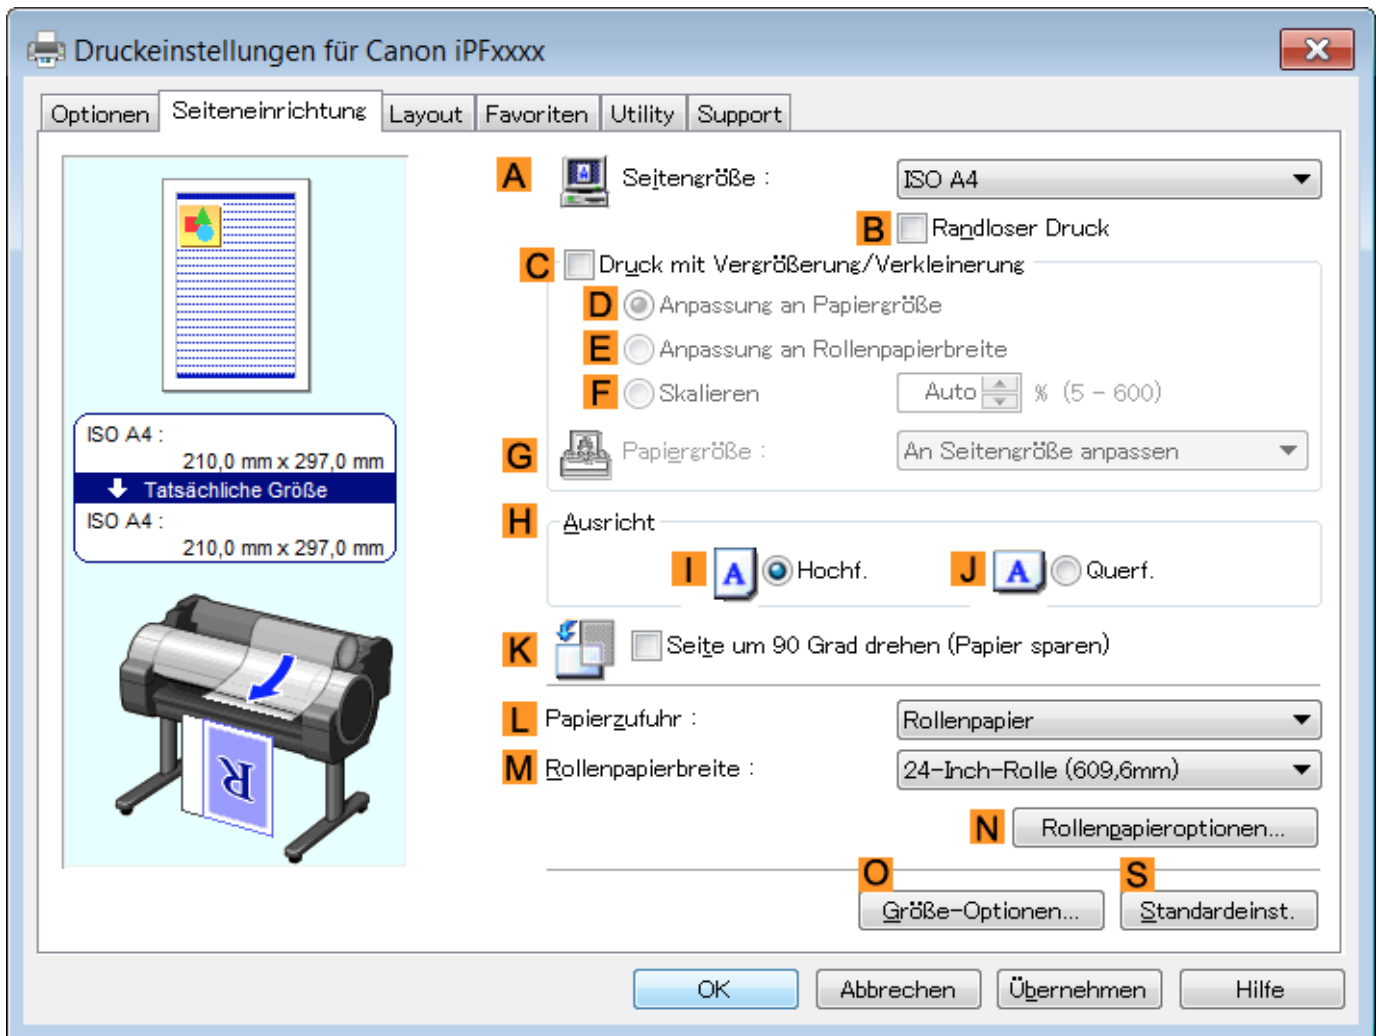 Druckeinstellungen für Canon iPFxxxx
Optionen Seiteneinrichtung Layout Favoriten Utility Support
A Seitengröße : ISO A4
B Randloser Druck
C Druck mit Vergrößerung/Verkleinerung
D Anpassung an Papiergröße
E Anpassung an Rollenpapierbreite
F Skalieren Auto % (5 - 600)
G Papiergröße : An Seitengröße anpassen
ISO A4 :
210,0 mm x 297,0 mm
Tatsächliche Größe
ISO A4 :
210,0 mm x 297,0 mm
H Ausricht
I A Hochf. J A Querf.
K Seite um 90 Grad drehen (Papier sparen)
R
L Papierzufuhr : Rollenpapier
M Rollenpapierbreite : 24-Inch-Rolle (609,6mm)
N Rollenpapieroptionen...
O S
Größe-Optionen... Standardeinst.
OK Abbrechen Übernehmen Hilfe